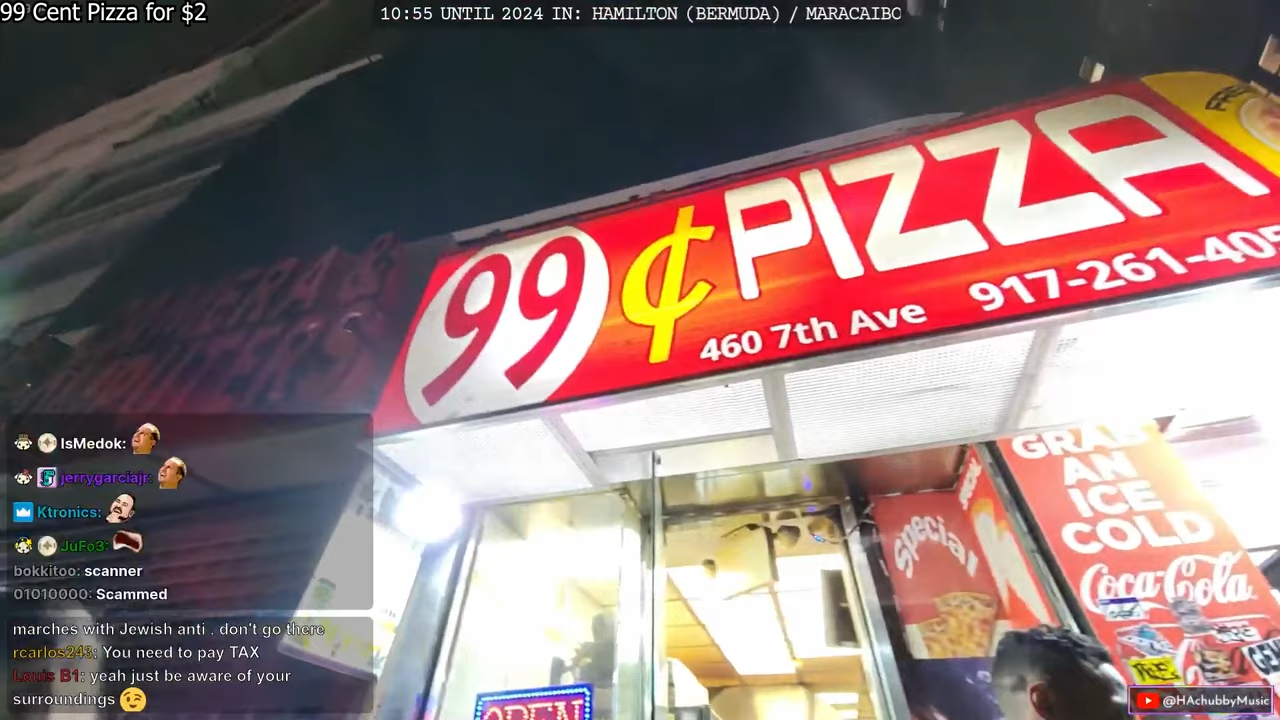 99 Cent Pizza for $2
10:55 UNTIL 2024 IN: HAMILTON (BERMUDA) / MARACAIBO
99 ¢ PIZZA
460 7th Ave 917-261-405
GRAB
AN
ICE
COLD
Coca-Cola
Special
IsMedok:
jerrygarciajr:
Ktronics:
JuFo3:
bokkitoo: scanner
01010000: Scammed
marches with Jewish anti . don't go there
rcarlos243: You need to pay TAX
Louis B1: yeah just be aware of your
surroundings
OPEN
@HAchubbyMusic